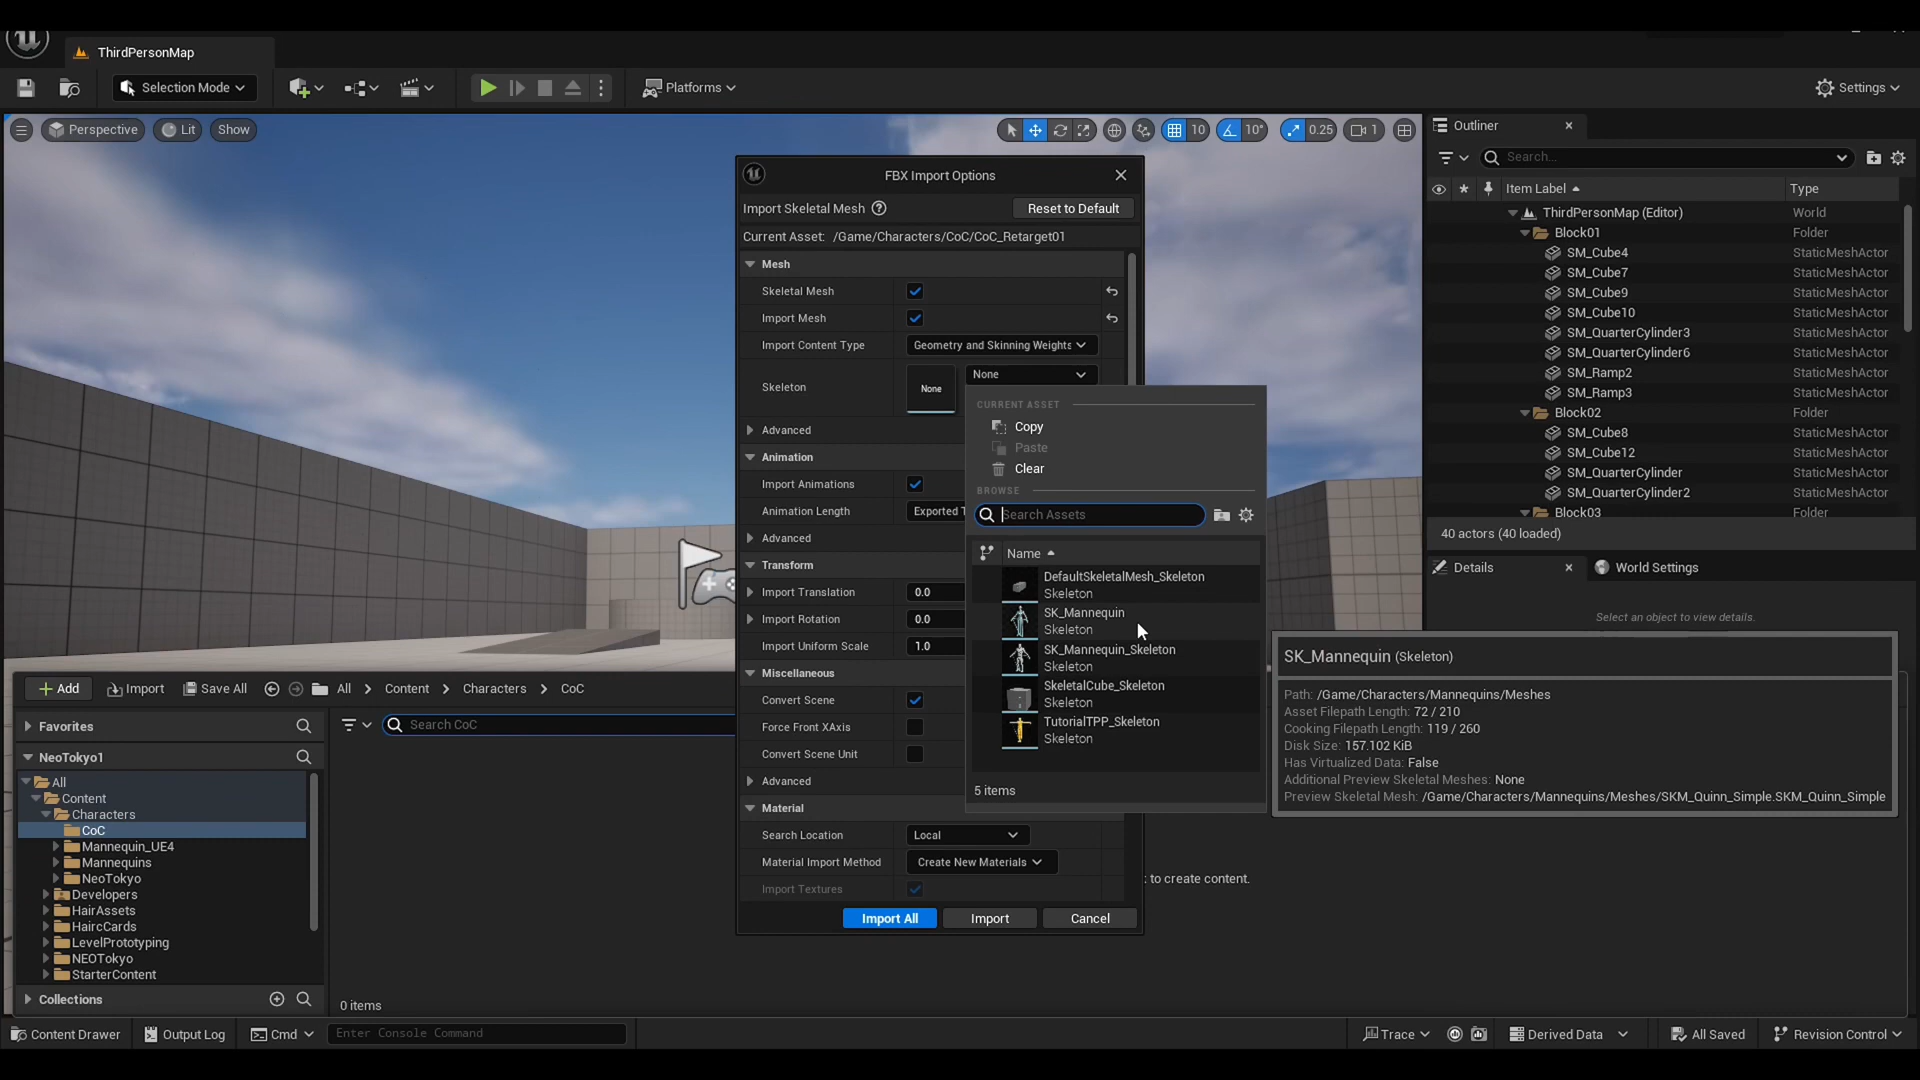 ThirdPersonMap
Selection Mode
Platforms
Settings
Perspective
Lit
Show
10
10°
0.25
1
Outliner
Search...
Item Label
Type
ThirdPersonMap (Editor)
World
Block01
Folder
SM_Cube4
StaticMeshActor
SM_Cube7
StaticMeshActor
SM_Cube9
StaticMeshActor
SM_Cube10
StaticMeshActor
SM_QuarterCylinder3
StaticMeshActor
SM_QuarterCylinder6
StaticMeshActor
SM_Ramp2
StaticMeshActor
SM_Ramp3
StaticMeshActor
Block02
Folder
SM_Cube8
StaticMeshActor
SM_Cube12
StaticMeshActor
SM_QuarterCylinder
StaticMeshActor
SM_QuarterCylinder2
StaticMeshActor
Block03
Folder
40 actors (40 loaded)
Details
World Settings
Select an object to view details.
FBX Import Options
Import Skeletal Mesh
Reset to Default
Current Asset: /Game/Characters/CoC/CoC_Retarget01
Mesh
Skeletal Mesh
Import Mesh
Import Content Type
Geometry and Skinning Weights
Skeleton
None
None
Advanced
Animation
Import Animations
Animation Length
Exported T
Advanced
Transform
Import Translation
0.0
Import Rotation
0.0
Import Uniform Scale
1.0
Miscellaneous
Convert Scene
Force Front XAxis
Convert Scene Unit
Advanced
Material
Search Location
Local
Material Import Method
Create New Materials
Import Textures
Import All
Import
Cancel
CURRENT ASSET
Copy
Paste
Clear
BROWSE
Search Assets
Name
DefaultSkeletalMesh_Skeleton
Skeleton
SK_Mannequin
Skeleton
SK_Mannequin_Skeleton
Skeleton
SkeletalCube_Skeleton
Skeleton
TutorialTPP_Skeleton
Skeleton
5 items
SK_Mannequin (Skeleton)
Path: /Game/Characters/Mannequins/Meshes
Asset Filepath Length: 72 / 210
Cooking Filepath Length: 119 / 260
Disk Size: 157.102 KiB
Has Virtualized Data: False
Additional Preview Skeletal Meshes: None
Preview Skeletal Mesh: /Game/Characters/Mannequins/Meshes/SKM_Quinn_Simple.SKM_Quinn_Simple
Add
Import
Save All
All
Content
Characters
CoC
Favorites
Search CoC
NeoTokyo1
All
Content
Characters
CoC
Mannequin_UE4
Mannequins
NeoTokyo
Developers
HairAssets
HaircCards
LevelPrototyping
NEOTokyo
StarterContent
Collections
to create content.
0 items
Content Drawer
Output Log
Cmd
Enter Console Command
Trace
Derived Data
All Saved
Revision Control